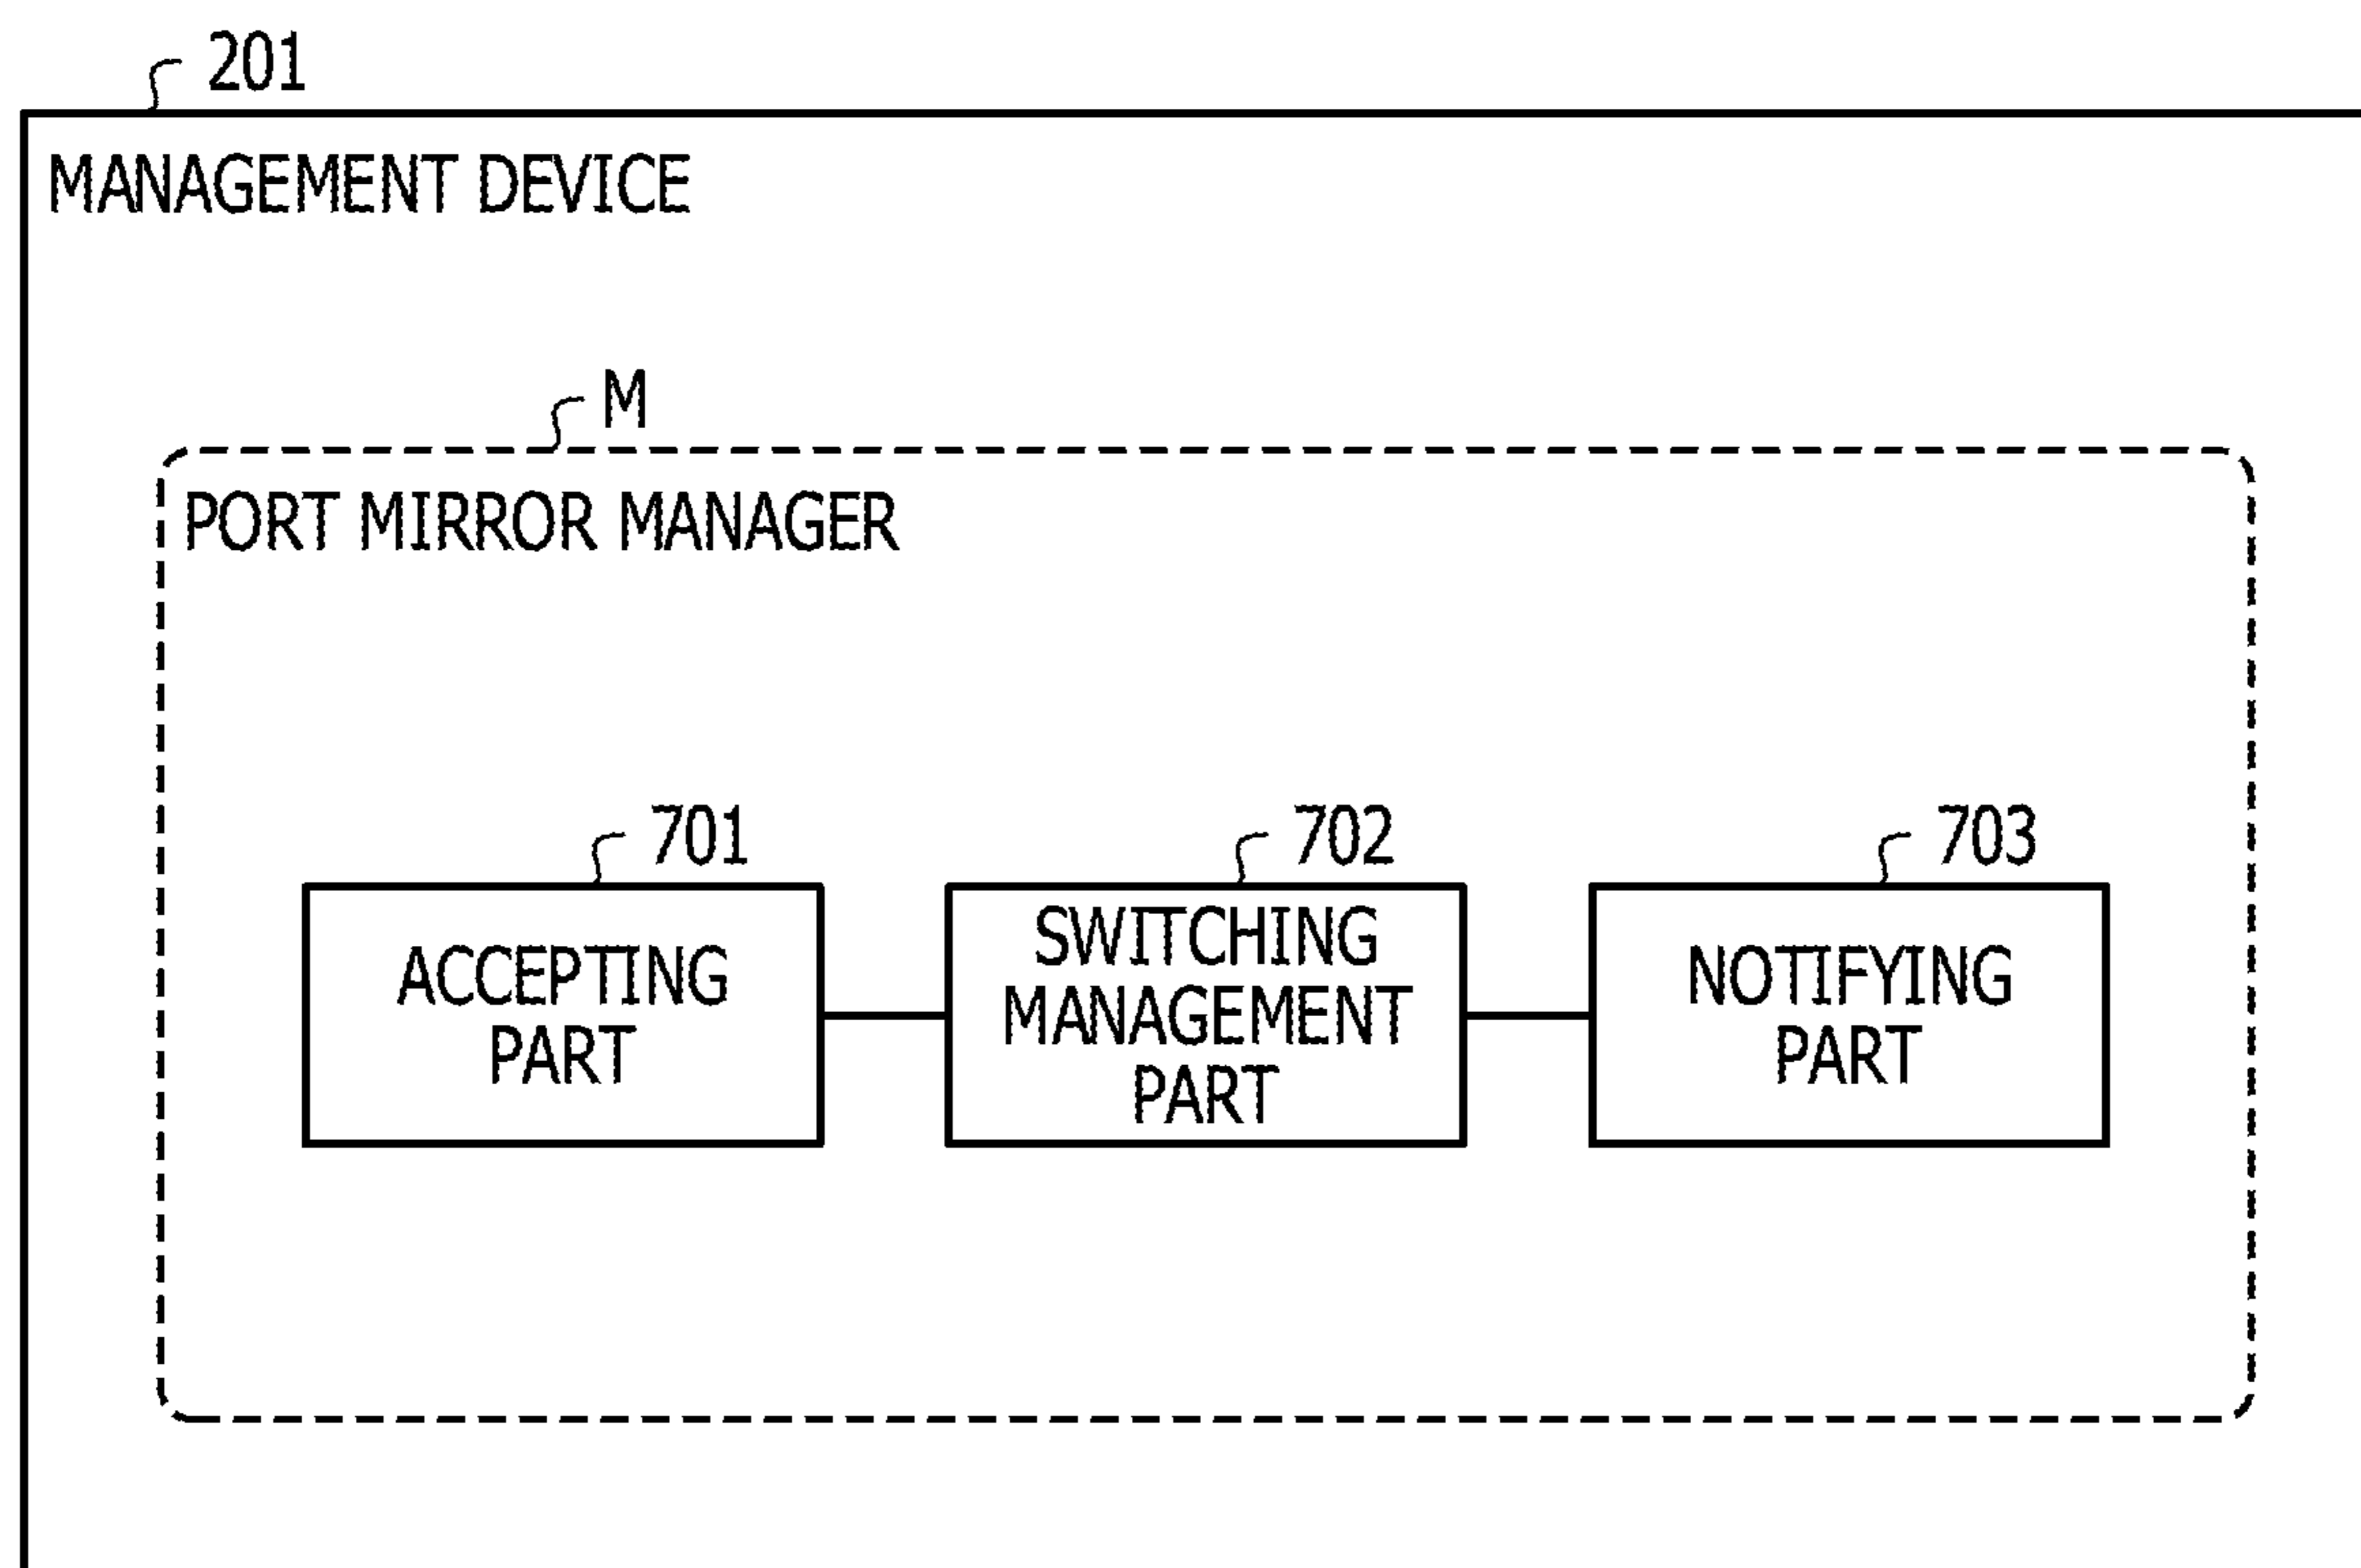 201
MANAGEMENT DEVICE
M
PORT MIRROR MANAGER
701
702
703
ACCEPTING
PART
SWITCHING
MANAGEMENT
PART
NOTIFYING
PART